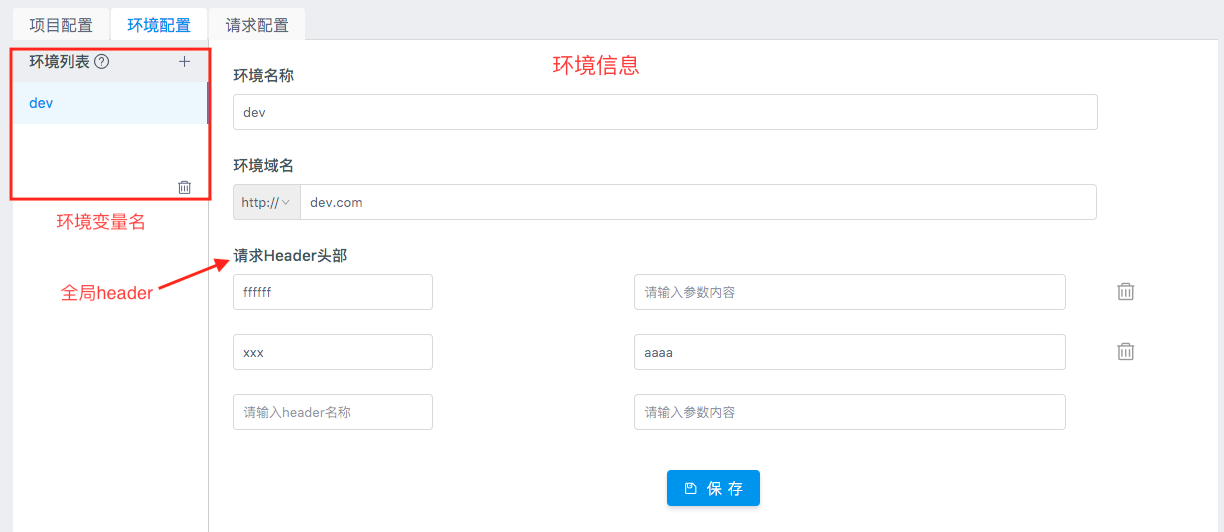 项目配置 环境配置 请求配置
环境列表 +
环境信息
环境名称
dev
dev
环境域名
http:// dev.com
环境变量名
请求Header头部
全局header
ffffff 请输入参数内容
xxx aaaa
请输入header名称 请输入参数内容
保存